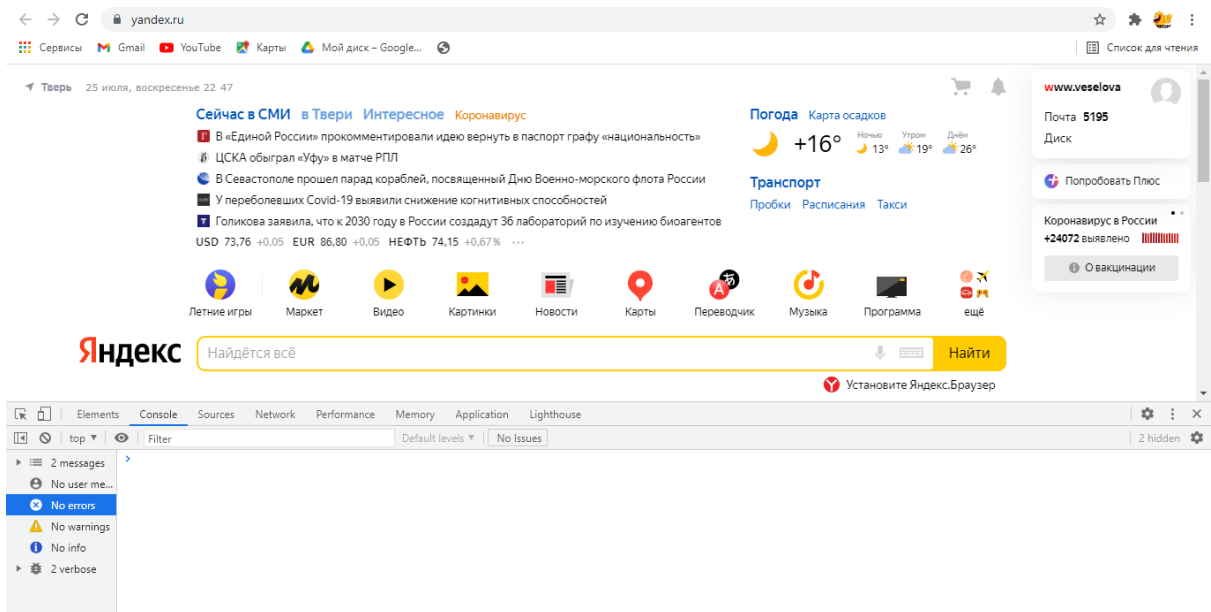 yandex.ru
Сервисы Gmail YouTube Карты Мой диск – Google... Список для чтения
Тверь 25 июля, воскресенье 22 47
Сейчас в СМИ в Твери Интересное Коронавирус
В «Единой России» прокомментировали идею вернуть в паспорт графу «национальность»
ЦСКА обыграл «Уфу» в матче РПЛ
В Севастополе прошел парад кораблей, посвященный Дню Военно-морского флота России
У переболевших Covid-19 выявили снижение когнитивных способностей
Голикова заявила, что к 2030 году в России создадут 36 лабораторий по изучению биоагентов
USD 73,76 +0,05 EUR 86,80 +0,05 НЕФТЬ 74,15 +0,67% ···
Погода Карта осадков
+16° Ночью 13° Утром +19° Днём +26°
Транспорт
Пробки Расписания Такси
www.veselova
Почта 5195
Диск
Попробовать Плюс
Коронавирус в России
+24072 выявлено
О вакцинации
Летние игры Маркет Видео Картинки Новости Карты Переводчик Музыка Программа ещё
Яндекс Найдётся всё Найти
Установите Яндекс.Браузер
Elements Console Sources Network Performance Memory Application Lighthouse
top Filter Default levels No Issues 2 hidden
2 messages
No user me...
No errors
No warnings
No info
2 verbose